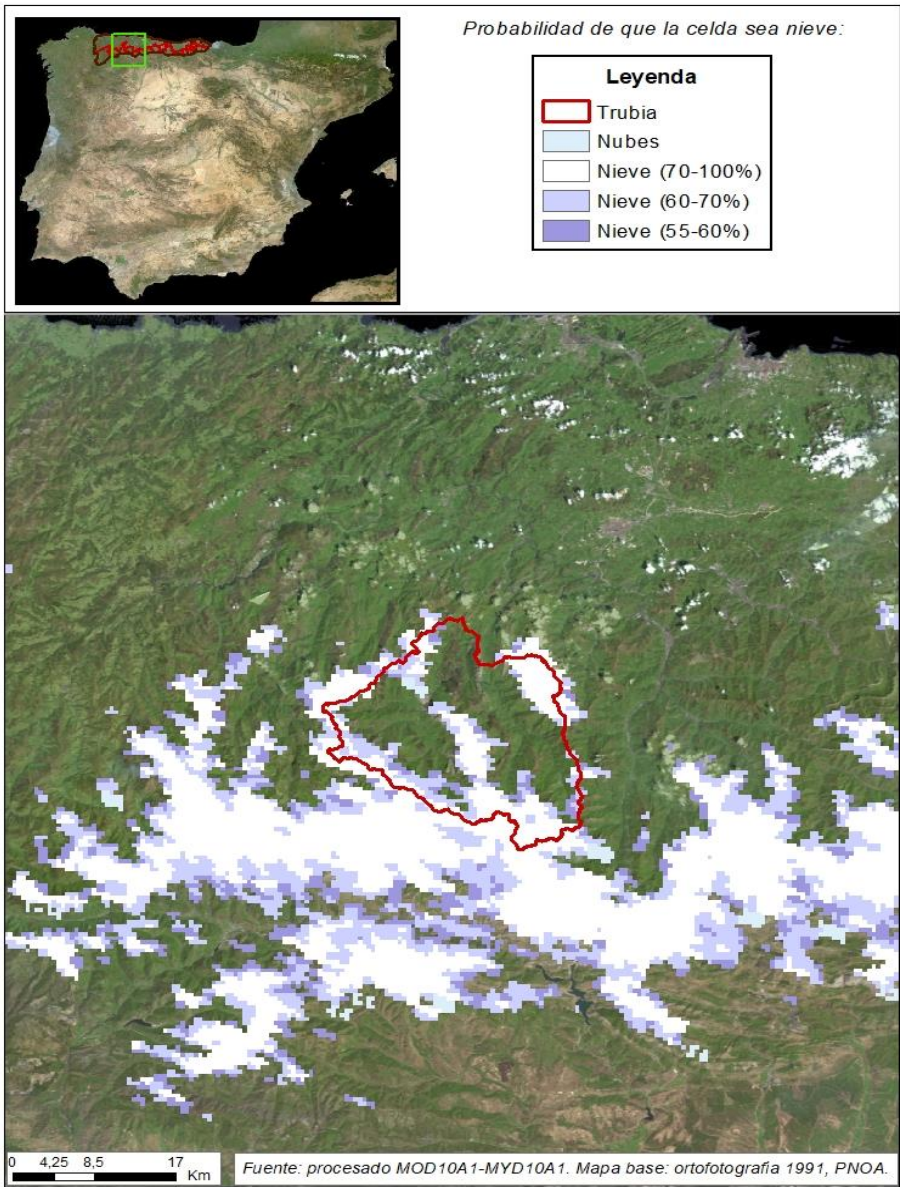 Probabilidad de que la celda sea nieve:
Leyenda
Trubia
Nubes
Nieve (70-100%)
Nieve (60-70%)
Nieve (55-60%)
0 4,25 8,5 17
Km
Fuente: procesado MOD10A1-MYD10A1. Mapa base: ortofotografia 1991, PNOA.